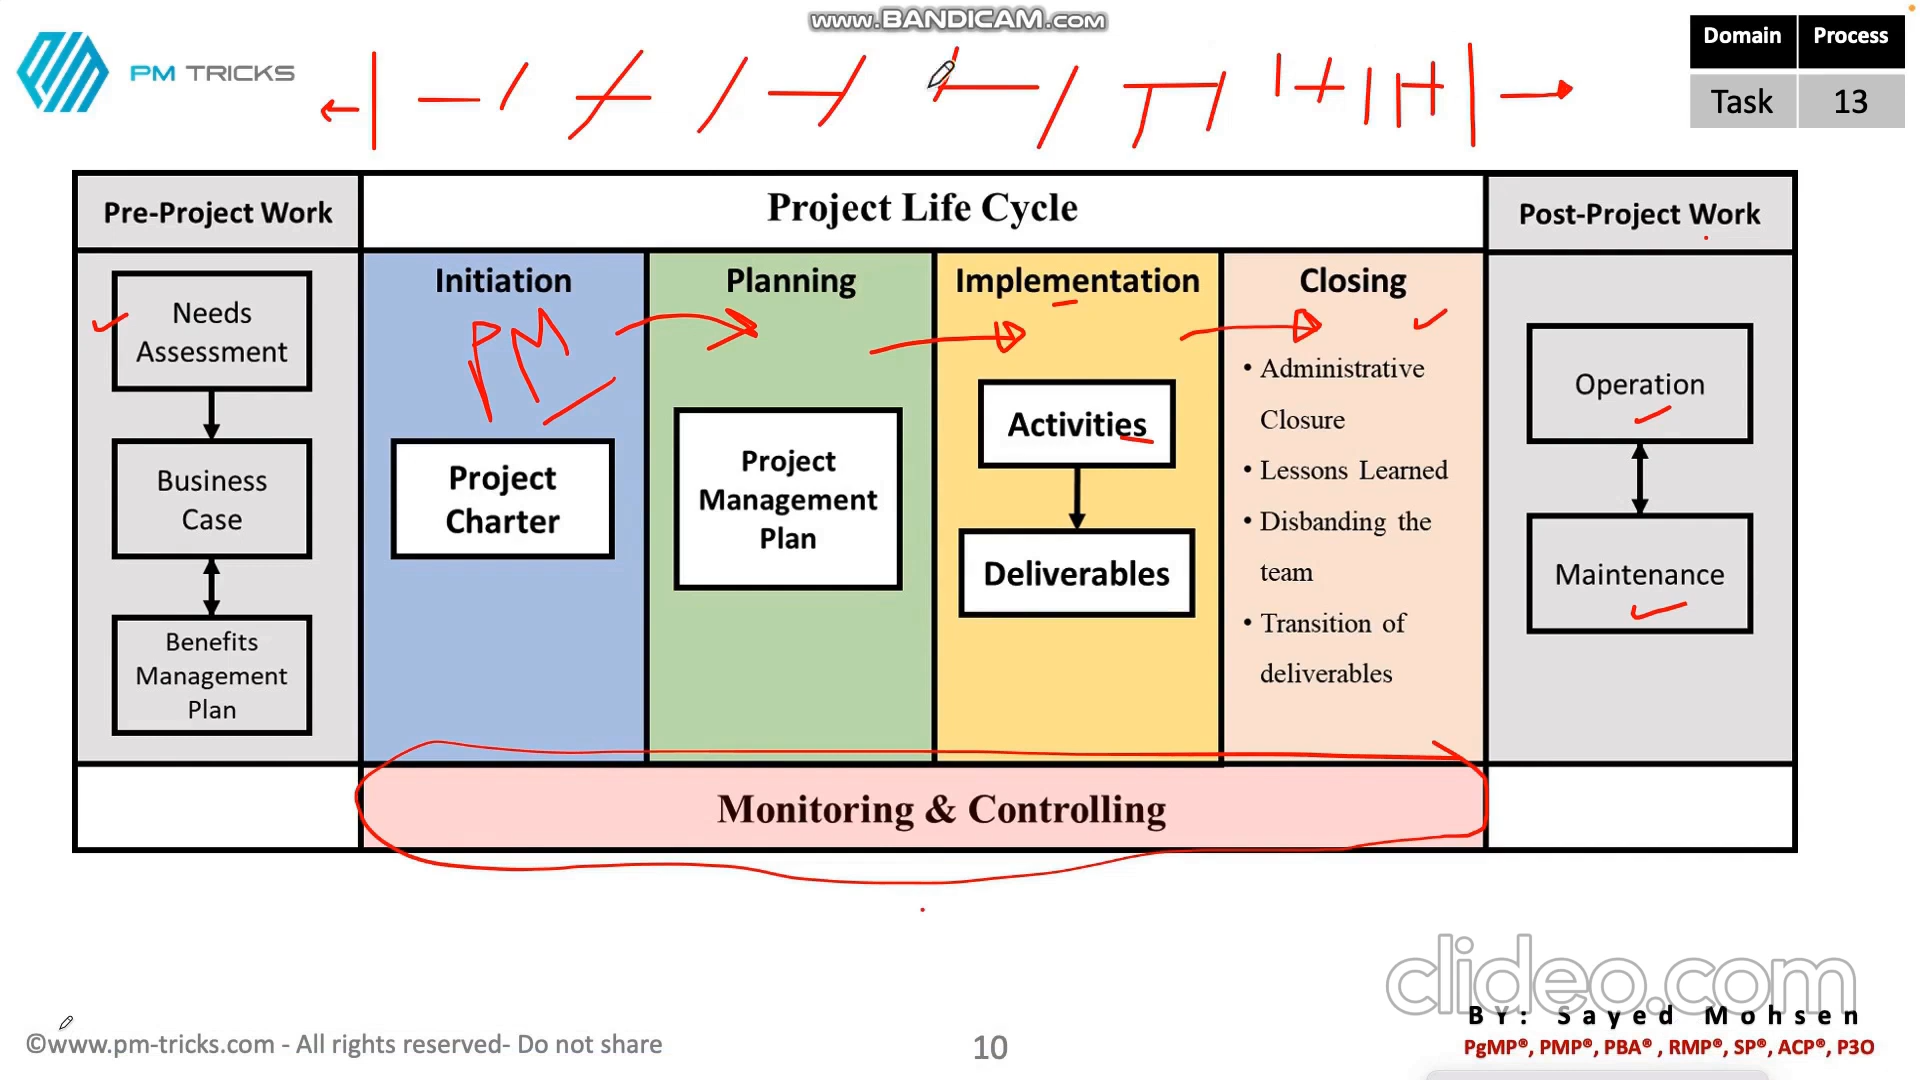 www.BANDICAM.com
PM TRICKS
Domain Process
Task 13
Pre-Project Work
Project Life Cycle
Post-Project Work
Needs
Assessment
Business
Case
Benefits
Management
Plan
Initiation
PM
Project
Charter
Planning
Project
Management
Plan
Implementation
Activities
Deliverables
Closing
• Administrative
Closure
• Lessons Learned
• Disbanding the
team
• Transition of
deliverables
Operation
Maintenance
Monitoring & Controlling
clideo.com
BY: Sayed Mohsen
PgMP®, PMP®, PBA® , RMP®, SP®, ACP®, P3O
©www.pm-tricks.com - All rights reserved- Do not share
10